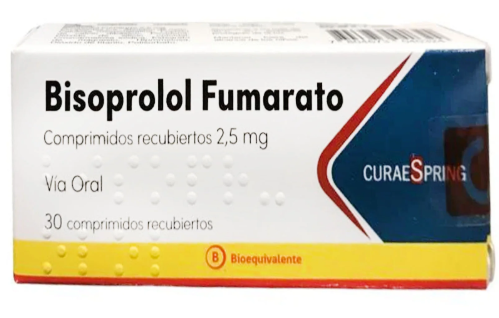 Bisoprolol Fumarato
Comprimidos recubiertos 2,5 mg
Vía Oral
30 comprimidos recubiertos
CURAESPRING
B Bioequivalente